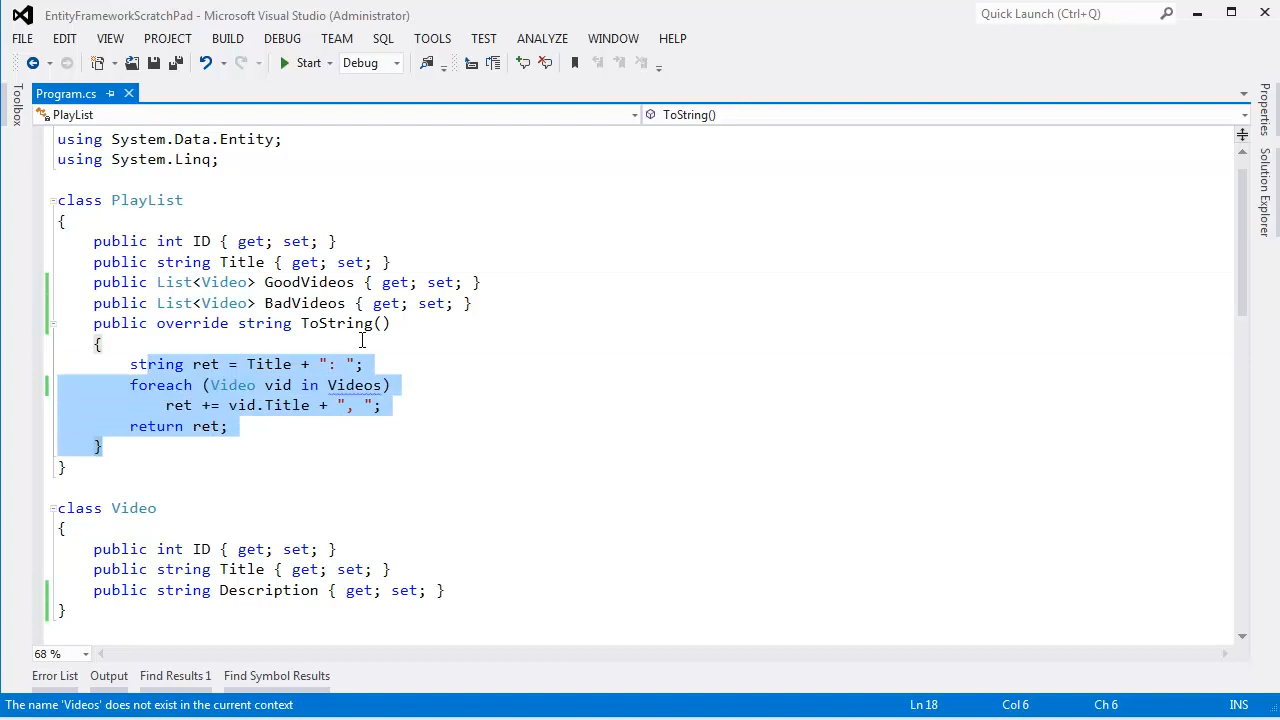 EntityFrameworkScratchPad - Microsoft Visual Studio (Administrator)
Quick Launch (Ctrl+Q)
FILE EDIT VIEW PROJECT BUILD DEBUG TEAM SQL TOOLS TEST ANALYZE WINDOW HELP
Start Debug
Program.cs
PlayList ToString()
Toolbox
Properties
Solution Explorer
using System.Data.Entity;
using System.Linq;
class PlayList
{
public int ID { get; set; }
public string Title { get; set; }
public List<Video> GoodVideos { get; set; }
public List<Video> BadVideos { get; set; }
public override string ToString()
{
string ret = Title + ": ";
foreach (Video vid in Videos)
ret += vid.Title + ", ";
return ret;
}
}
class Video
{
public int ID { get; set; }
public string Title { get; set; }
public string Description { get; set; }
}
68 %
Error List Output Find Results 1 Find Symbol Results
The name 'Videos' does not exist in the current context Ln 18 Col 6 Ch 6 INS